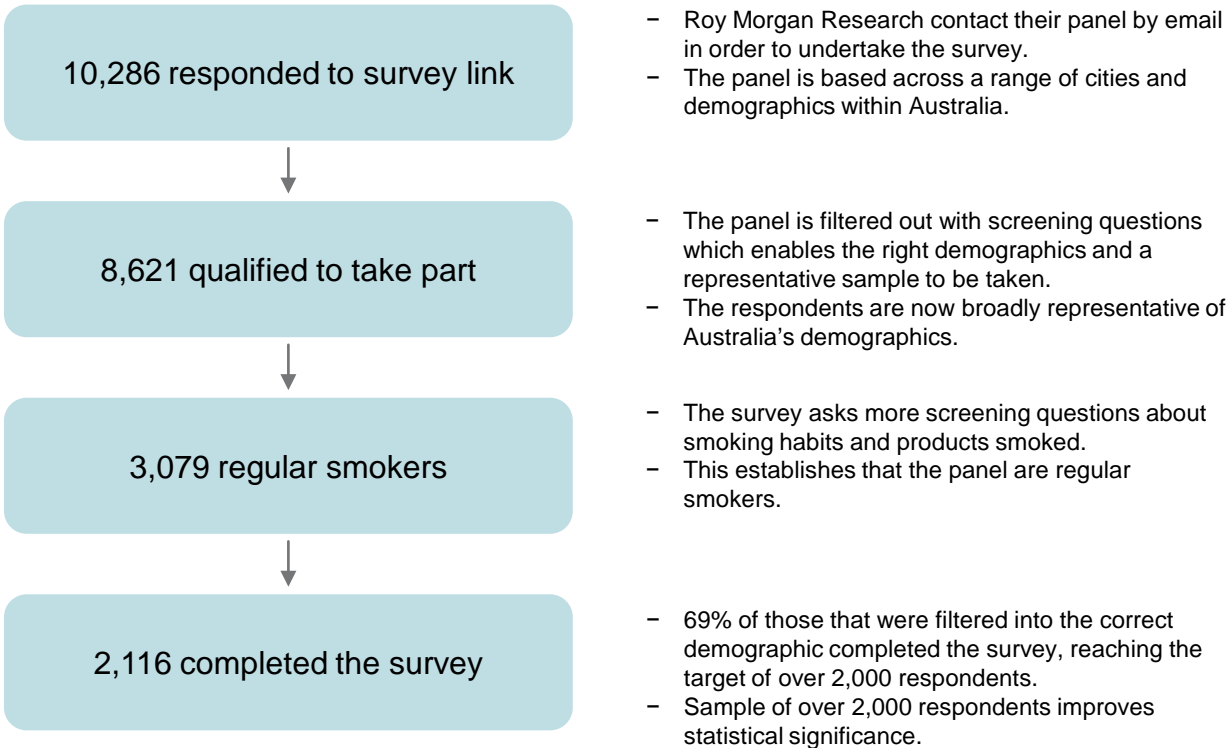 10,286 responded to survey link
− Roy Morgan Research contact their panel by email
in order to undertake the survey.
− The panel is based across a range of cities and
demographics within Australia.
8,621 qualified to take part
− The panel is filtered out with screening questions
which enables the right demographics and a
representative sample to be taken.
− The respondents are now broadly representative of
Australia’s demographics.
3,079 regular smokers
− The survey asks more screening questions about
smoking habits and products smoked.
− This establishes that the panel are regular
smokers.
2,116 completed the survey
− 69% of those that were filtered into the correct
demographic completed the survey, reaching the
target of over 2,000 respondents.
− Sample of over 2,000 respondents improves
statistical significance.